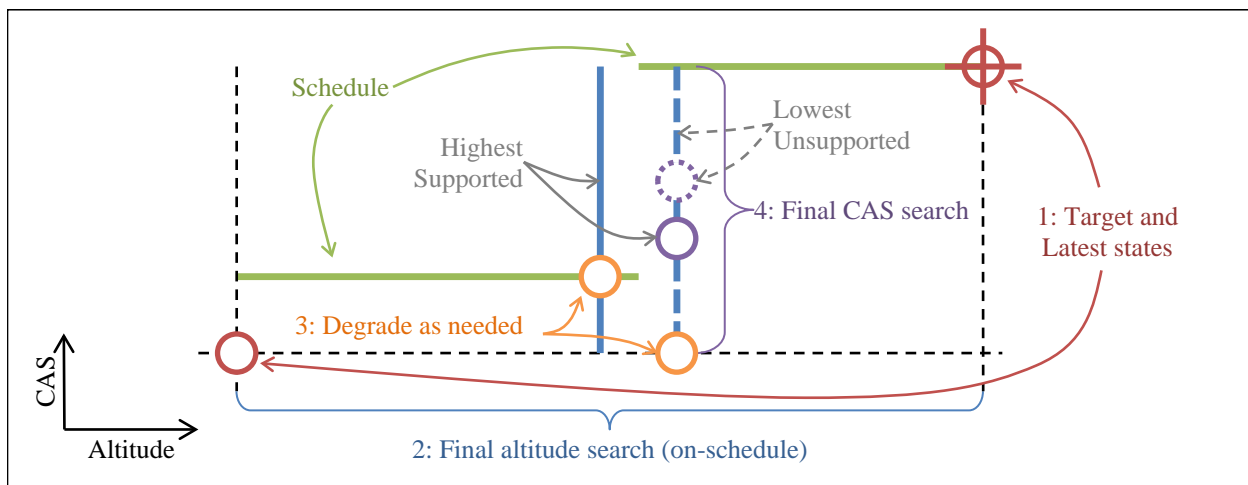 Schedule
Lowest
Unsupported
Highest
Supported
4: Final CAS search
1: Target and
Latest states
3: Degrade as needed
CAS
Altitude
2: Final altitude search (on-schedule)